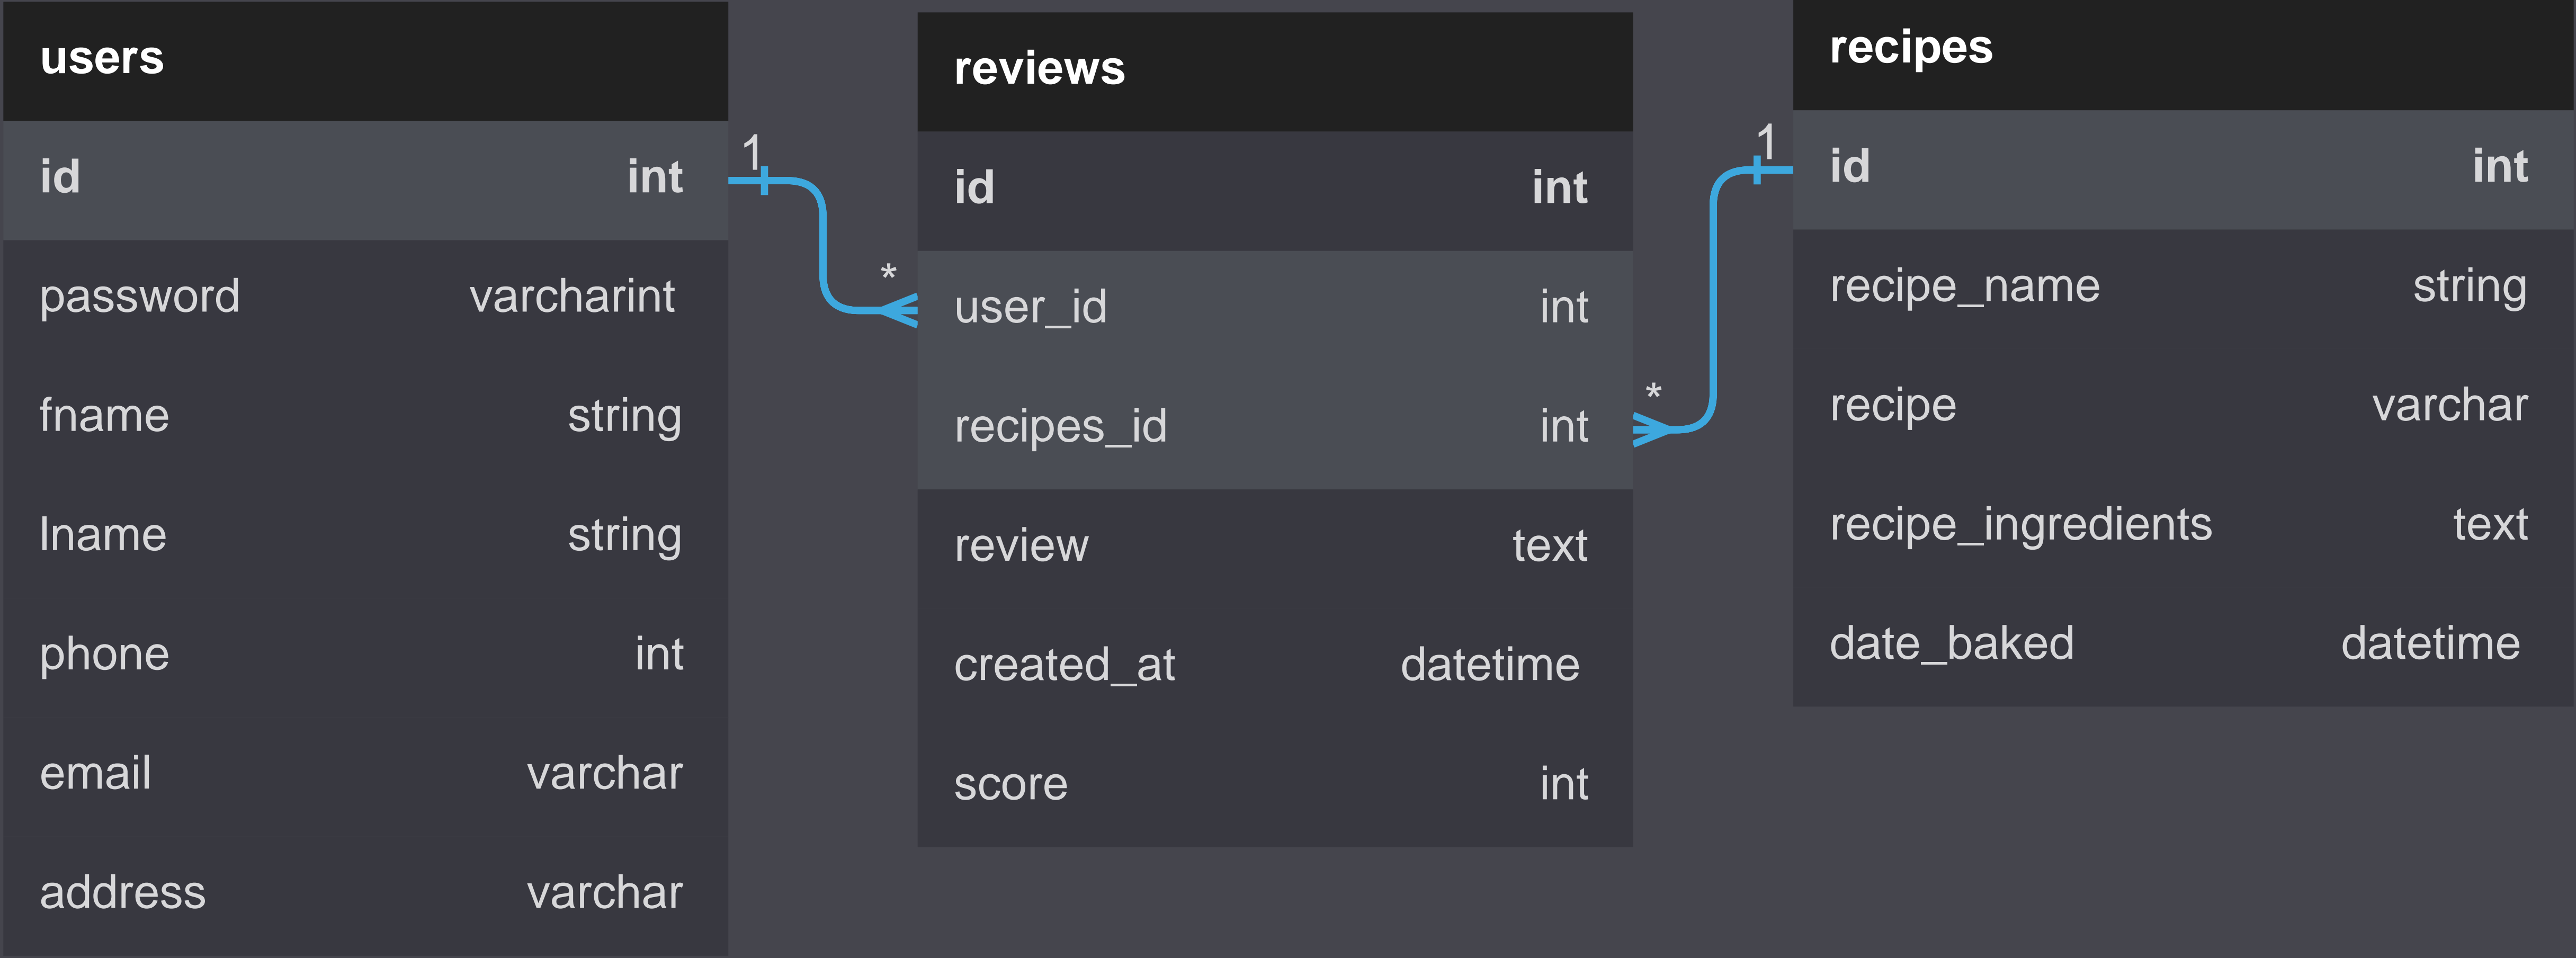 users
id int
password varcharint
fname string
lname string
phone int
email varchar
address varchar
1
*
reviews
id int
user_id int
recipes_id int
review text
created_at datetime
score int
*
1
recipes
id int
recipe_name string
recipe varchar
recipe_ingredients text
date_baked datetime